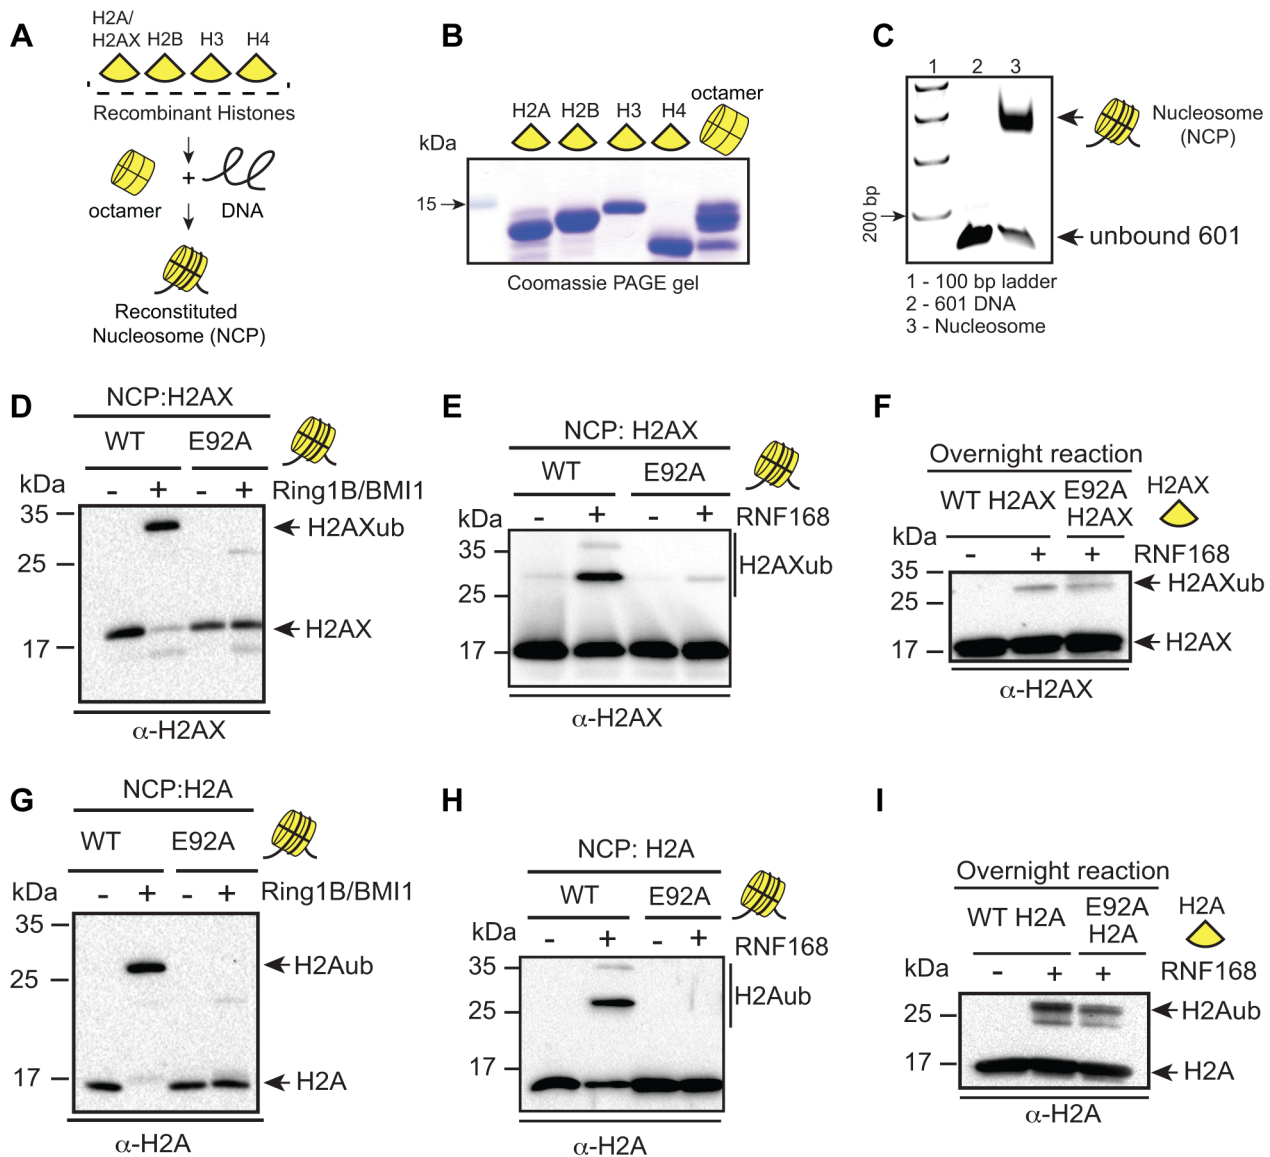 A
H2A/
H2AX H2B H3 H4
Recombinant Histones
+
octamer DNA
Reconstituted
Nucleosome (NCP)
B
octamer
H2A H2B H3 H4
kDa
15
Coomassie PAGE gel
C
1 2 3
Nucleosome
(NCP)
200 bp
unbound 601
1 - 100 bp ladder
2 - 601 DNA
3 - Nucleosome
D
NCP:H2AX
WT E92A
kDa - + - + Ring1B/BMI1
35
H2AXub
25
H2AX
17
α-H2AX
E
NCP: H2AX
WT E92A
kDa - + - + RNF168
35
H2AXub
25
17
α-H2AX
F
Overnight reaction
WT H2AX E92A
H2AX
H2AX
kDa - + + RNF168
35
H2AXub
25
H2AX
17
α-H2AX
G
NCP:H2A
WT E92A
kDa - + - + Ring1B/BMI1
35
H2Aub
25
17
H2A
α-H2A
H
NCP: H2A
WT E92A
kDa - + - + RNF168
35
H2Aub
25
17
α-H2A
I
Overnight reaction
WT H2A E92A
H2A
H2A
kDa - + + RNF168
25
H2Aub
17
H2A
α-H2A